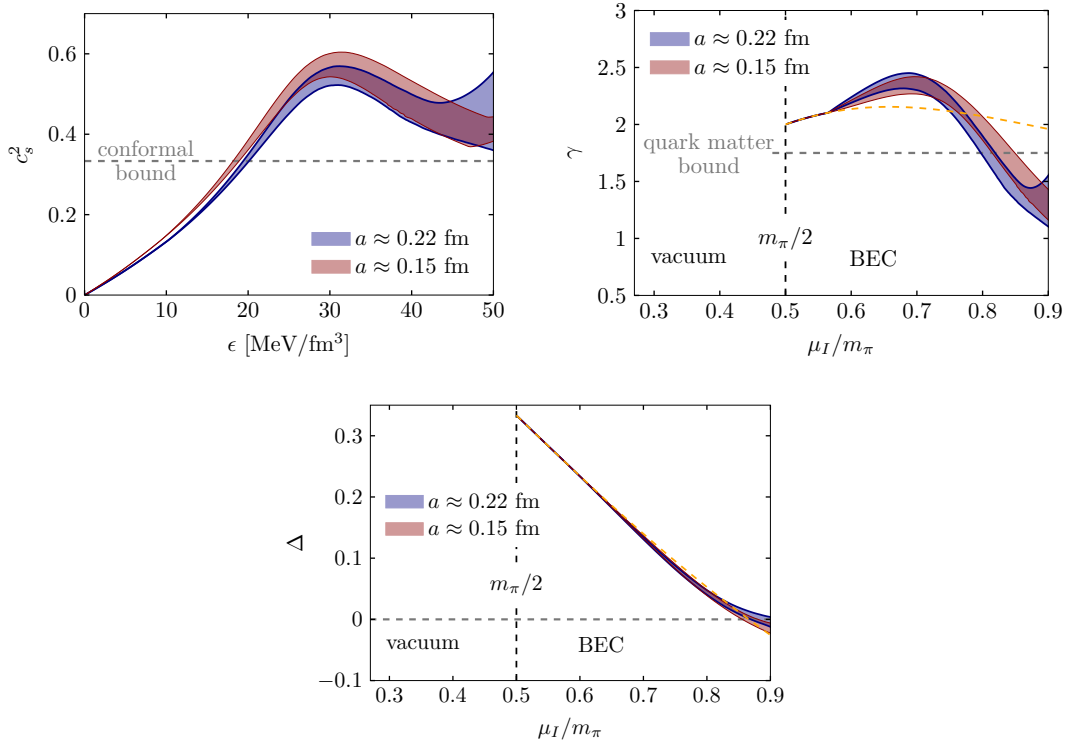 c_s^2
0.6
0.4
0.2
0
conformal
bound
a ≈ 0.22 fm
a ≈ 0.15 fm
0 10 20 30 40 50
ϵ [MeV/fm³]
γ
3
2.5
2
1.5
1
0.5
a ≈ 0.22 fm
a ≈ 0.15 fm
quark matter
bound
m_π/2
vacuum BEC
0.3 0.4 0.5 0.6 0.7 0.8 0.9
μ_I/m_π
Δ
0.3
0.2
0.1
0
−0.1
a ≈ 0.22 fm
a ≈ 0.15 fm
m_π/2
vacuum BEC
0.3 0.4 0.5 0.6 0.7 0.8 0.9
μ_I/m_π